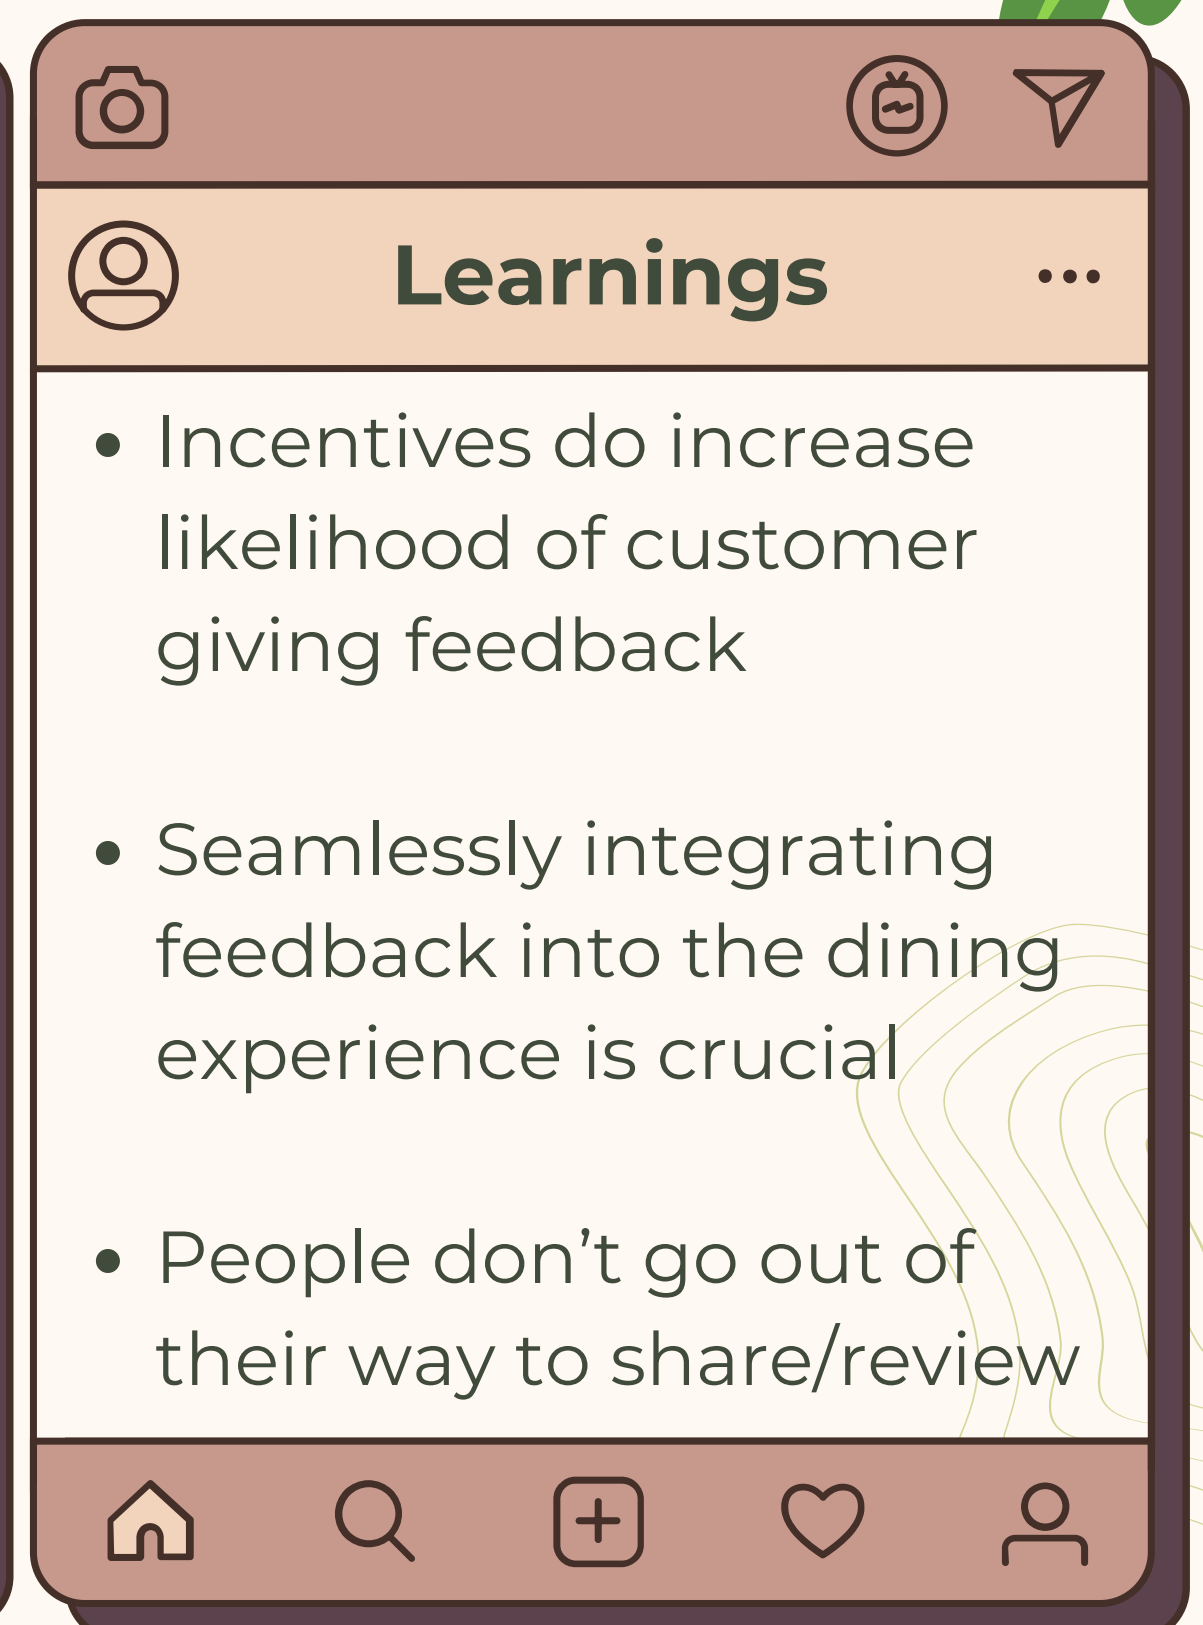 Learnings
• Incentives do increase
likelihood of customer
giving feedback
• Seamlessly integrating
feedback into the dining
experience is crucial
• People don’t go out of
their way to share/review